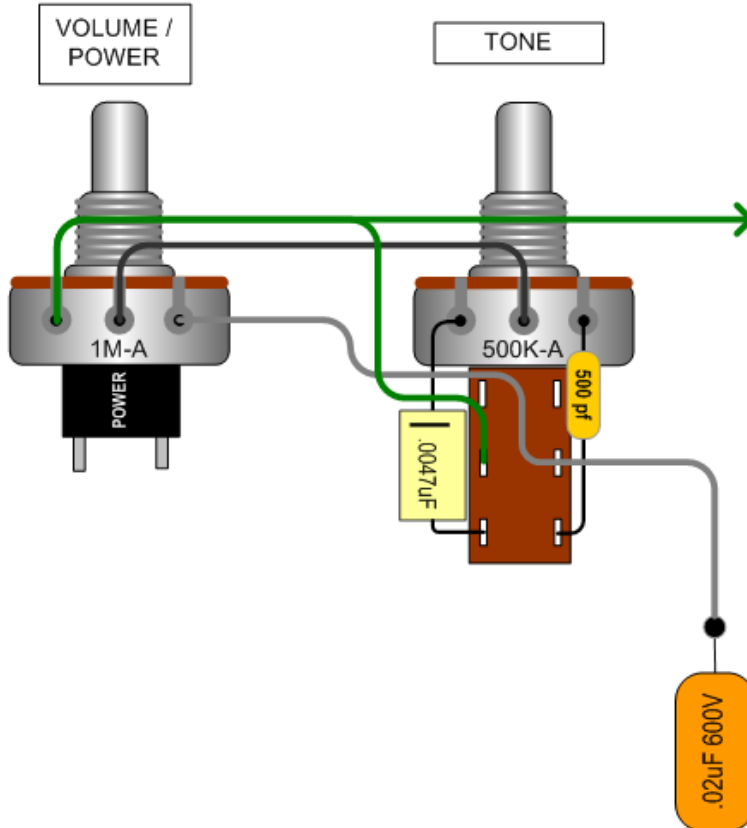 VOLUME /
POWER
TONE
1M-A
500K-A
POWER
500 pf
.0047uF
.02uF 600V